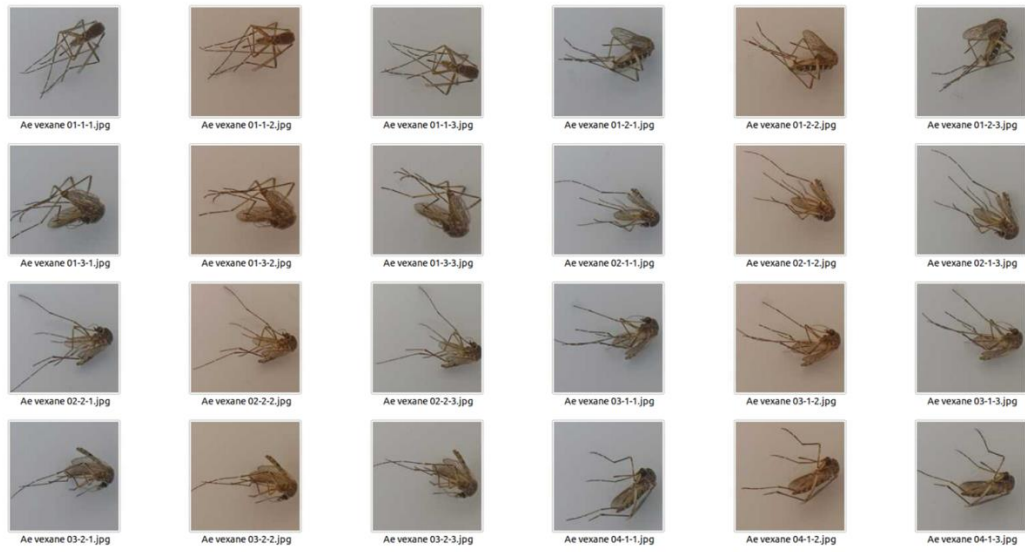 Ae vexane 01-1-1.jpg
Ae vexane 01-1-2.jpg
Ae vexane 01-1-3.jpg
Ae vexane 01-2-1.jpg
Ae vexane 01-2-2.jpg
Ae vexane 01-2-3.jpg
Ae vexane 01-3-1.jpg
Ae vexane 01-3-2.jpg
Ae vexane 01-3-3.jpg
Ae vexane 02-1-1.jpg
Ae vexane 02-1-2.jpg
Ae vexane 02-1-3.jpg
Ae vexane 02-2-1.jpg
Ae vexane 02-2-2.jpg
Ae vexane 02-2-3.jpg
Ae vexane 03-1-1.jpg
Ae vexane 03-1-2.jpg
Ae vexane 03-1-3.jpg
Ae vexane 03-2-1.jpg
Ae vexane 03-2-2.jpg
Ae vexane 03-2-3.jpg
Ae vexane 04-1-1.jpg
Ae vexane 04-1-2.jpg
Ae vexane 04-1-3.jpg